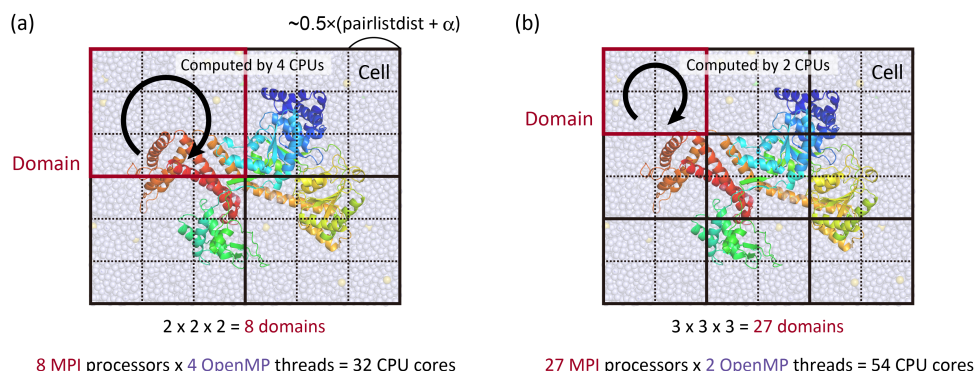 (a)
~0.5×(pairlistdist + α)
Computed by 4 CPUs
Cell
Domain
2 x 2 x 2 = 8 domains
8 MPI processors x 4 OpenMP threads = 32 CPU cores
(b)
Computed by 2 CPUs
Cell
Domain
3 x 3 x 3 = 27 domains
27 MPI processors x 2 OpenMP threads = 54 CPU cores